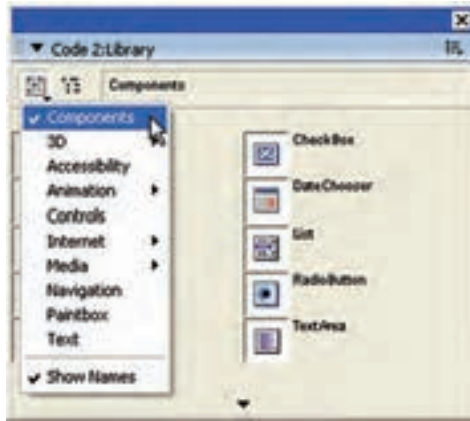 Code 2:Library
Components
Components
3D
Accessibility
Animation
Controls
Internet
Media
Navigation
Paintbox
Text
Show Names
CheckBox
DateChooser
List
RadioButton
TextArea